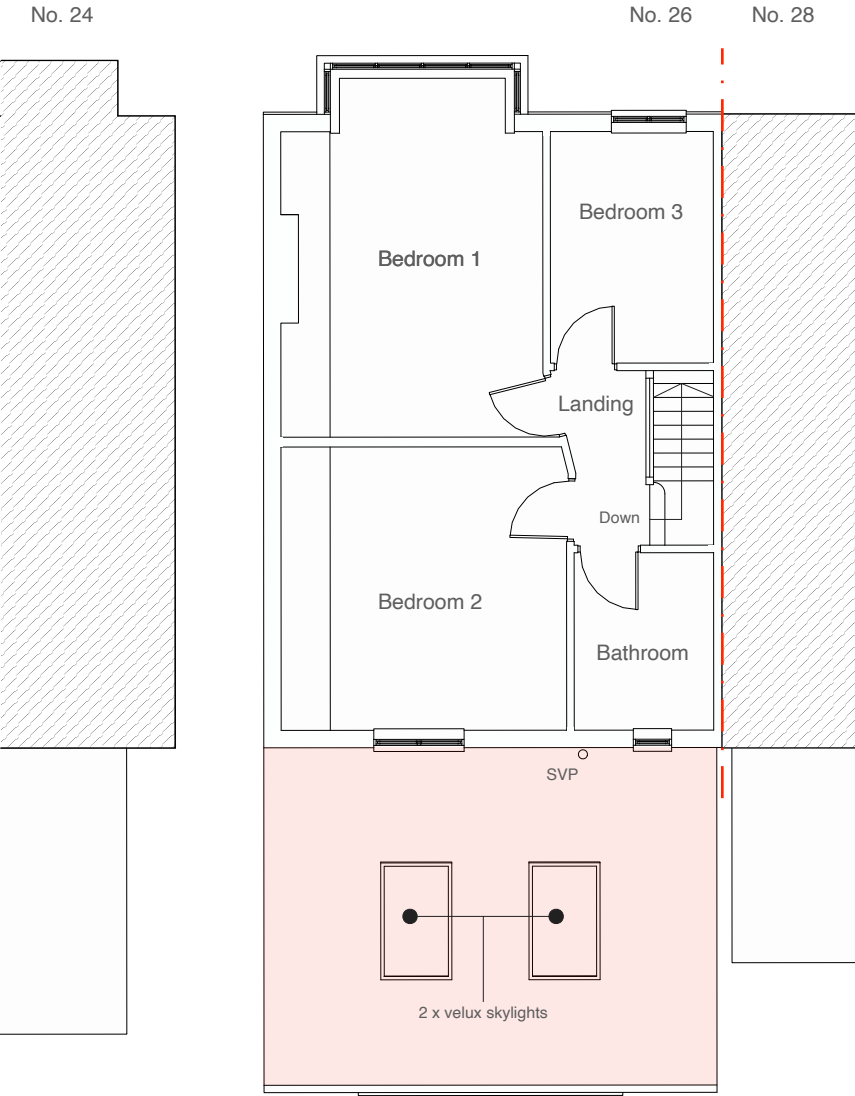 No. 24
No. 26
No. 28
Bedroom 3
Bedroom 1
Landing
Down
Bedroom 2
Bathroom
SVP
2 x velux skylights